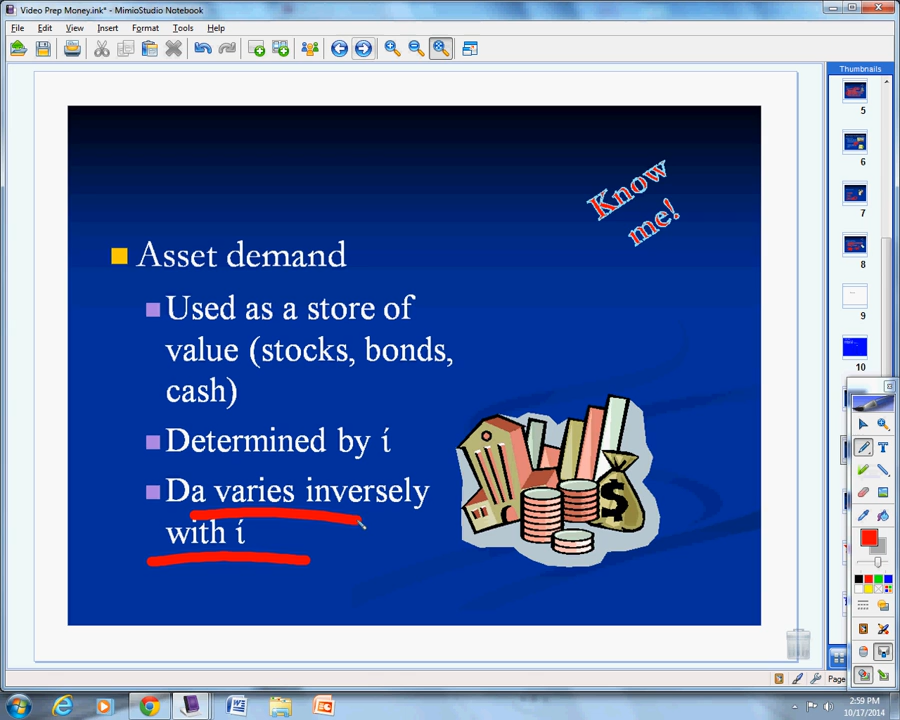 Video Prep Money.ink* - MimioStudio Notebook
File Edit View Insert Format Tools Help
Thumbnails
5
6
7
8
9
10
Know
me!
Asset demand
Used as a store of
value (stocks, bonds,
cash)
Determined by í
Da varies inversely
with í
$
T
Page
2:59 PM
10/17/2014